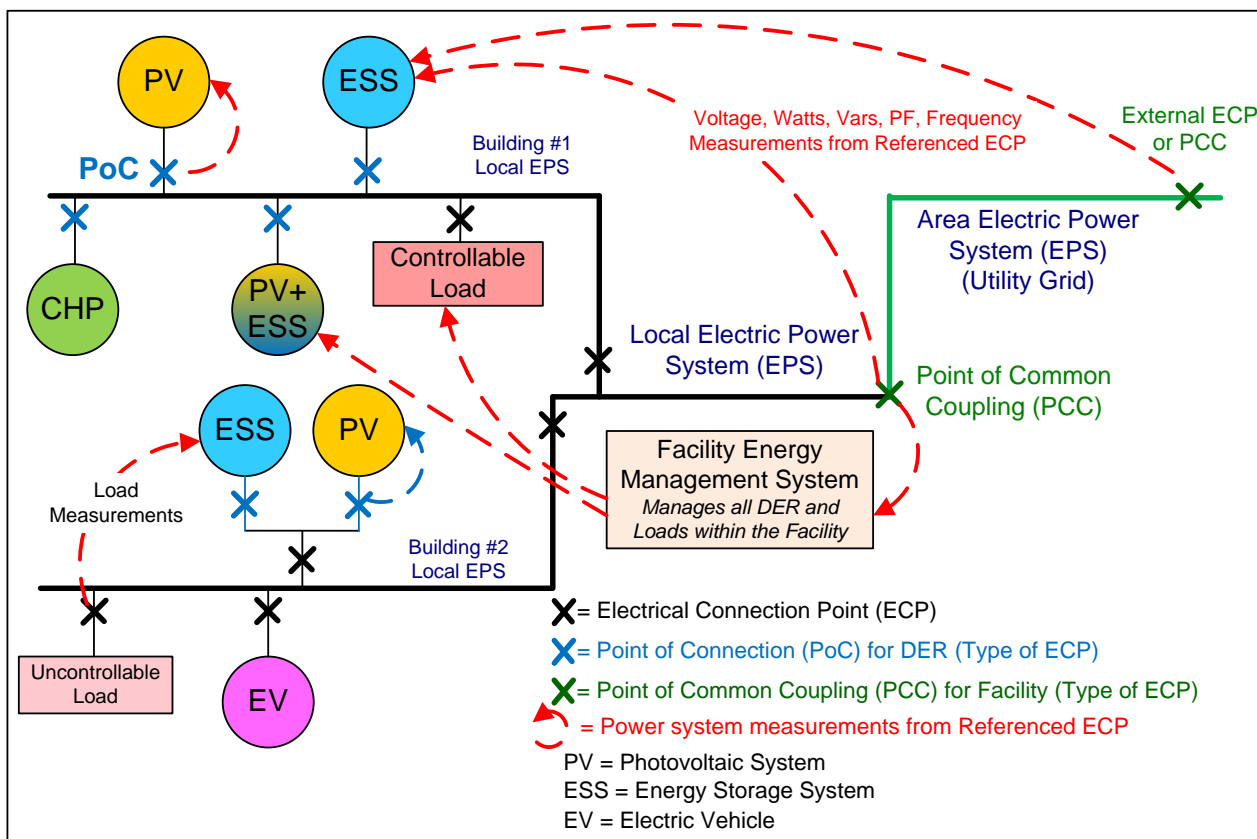 PV
ESS
Voltage, Watts, Vars, PF, Frequency
Measurements from Referenced ECP
External ECP
or PCC
Building #1
Local EPS
PoC
CHP
PV+
ESS
Controllable
Load
Area Electric Power
System (EPS)
(Utility Grid)
Local Electric Power
System (EPS)
Point of Common
Coupling (PCC)
ESS
PV
Load
Measurements
Facility Energy
Management System
Manages all DER and
Loads within the Facility
Building #2
Local EPS
Uncontrollable
Load
EV
= Electrical Connection Point (ECP)
= Point of Connection (PoC) for DER (Type of ECP)
= Point of Common Coupling (PCC) for Facility (Type of ECP)
= Power system measurements from Referenced ECP
PV = Photovoltaic System
ESS = Energy Storage System
EV = Electric Vehicle